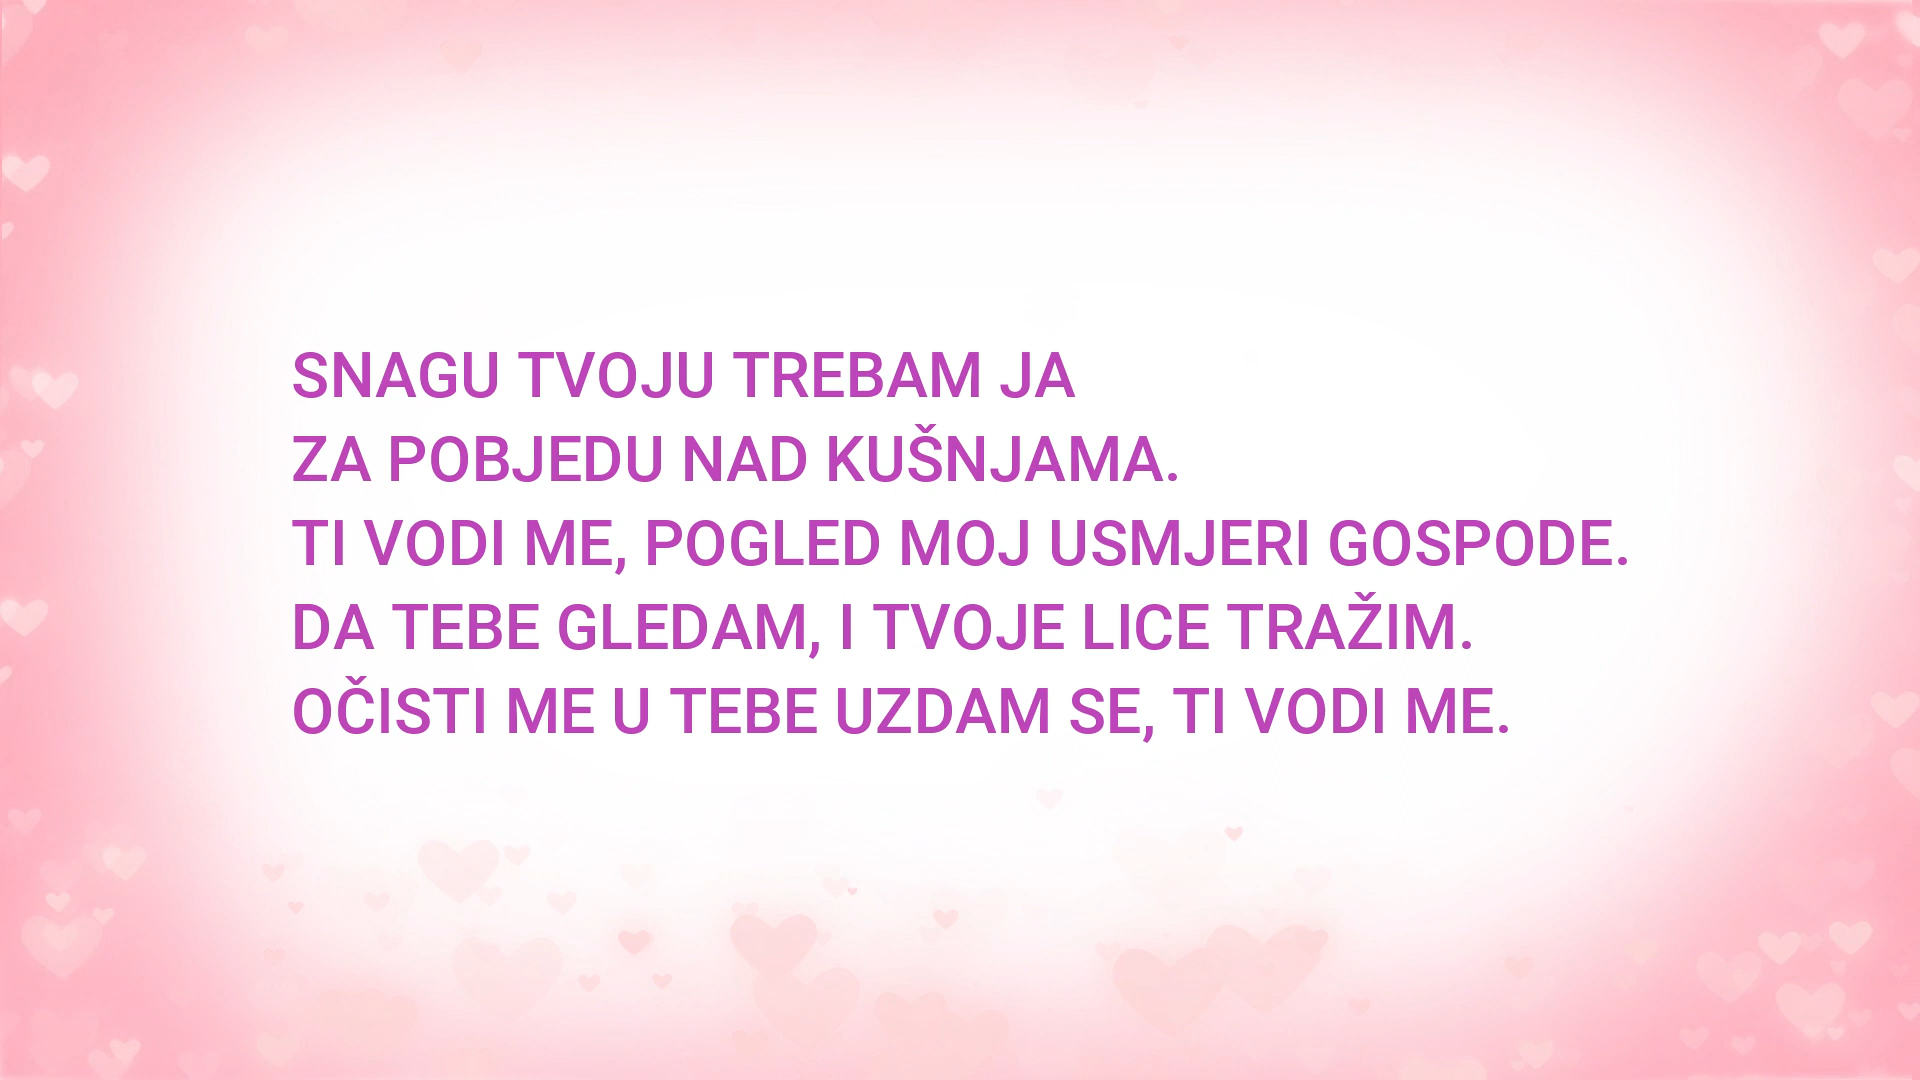 SNAGU TVOJU TREBAM JA
ZA POBJEDU NAD KUŠNJAMA.
TI VODI ME, POGLED MOJ USMJERI GOSPODE.
DA TEBE GLEDAM, I TVOJE LICE TRAŽIM.
OČISTI ME U TEBE UZDAM SE, TI VODI ME.